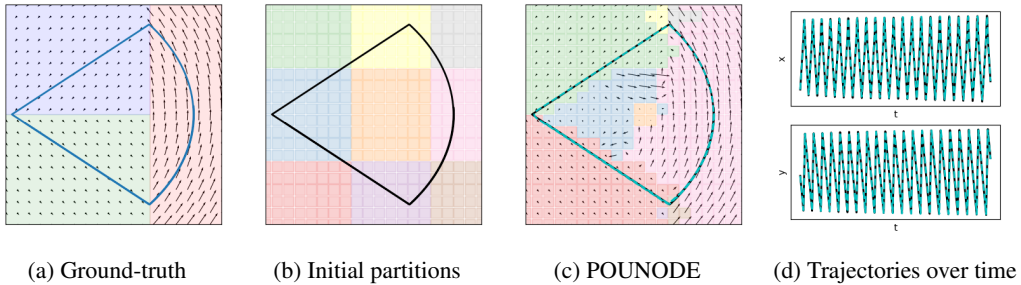 x
t
y
t
(a) Ground-truth
(b) Initial partitions
(c) POUNODE
(d) Trajectories over time